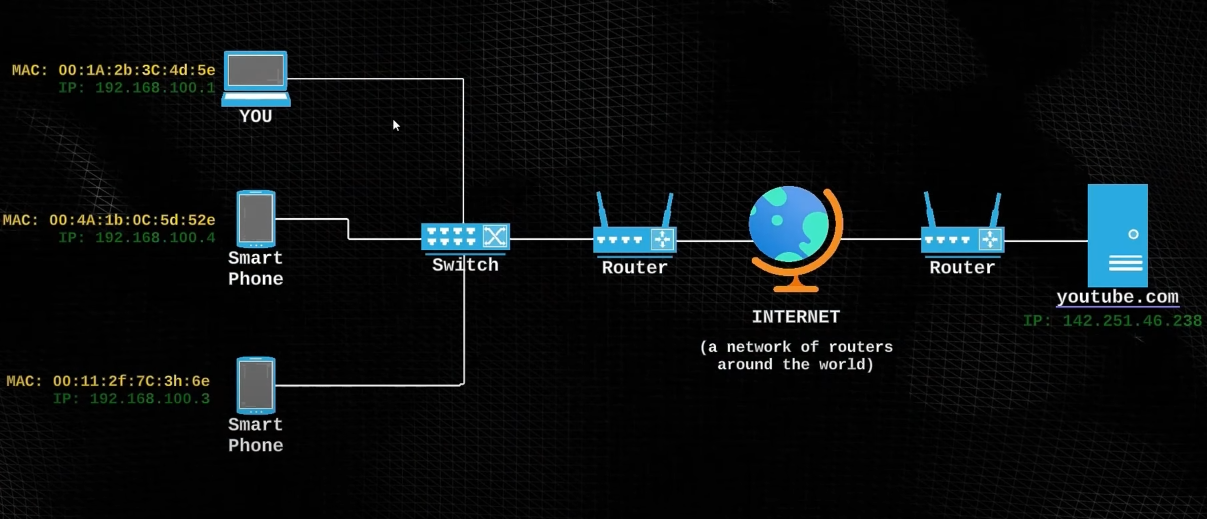 MAC: 00:1A:2b:3C:4d:5e
IP: 192.168.100.1
YOU
MAC: 00:4A:1b:0C:5d:52e
IP: 192.168.100.4
Smart
Phone
MAC: 00:11:2f:7C:3h:6e
IP: 192.168.100.3
Smart
Phone
Switch
Router
INTERNET
(a network of routers
around the world)
Router
youtube.com
IP: 142.251.46.238